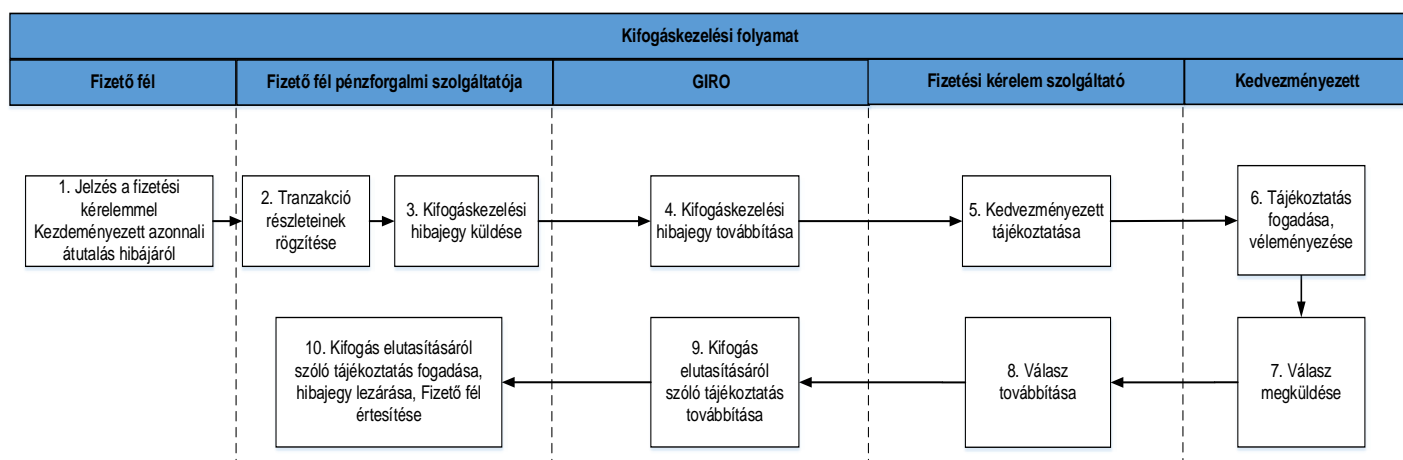 Kifogáskezelési folyamat
Fizető fél
Fizető fél pénzforgalmi szolgáltatója
GIRO
Fizetési kérelem szolgáltató
Kedvezményezett
1. Jelzés a fizetési
kérelemmel
Kezdeményezett azonnali
átutalás hibájáról
2. Tranzakció
részleteinek
rögzítése
3. Kifogáskezelési
hibajegy küldése
4. Kifogáskezelési
hibajegy továbbítása
5. Kedvezményezett
tájékoztatása
6. Tájékoztatás
fogadása,
véleményezése
7. Válasz
megküldése
8. Válasz
továbbítása
9. Kifogás
elutasításáról
szóló tájékoztatás
továbbítása
10. Kifogás elutasításáról
szóló tájékoztatás fogadása,
hibajegy lezárása, Fizető fél
értesítése